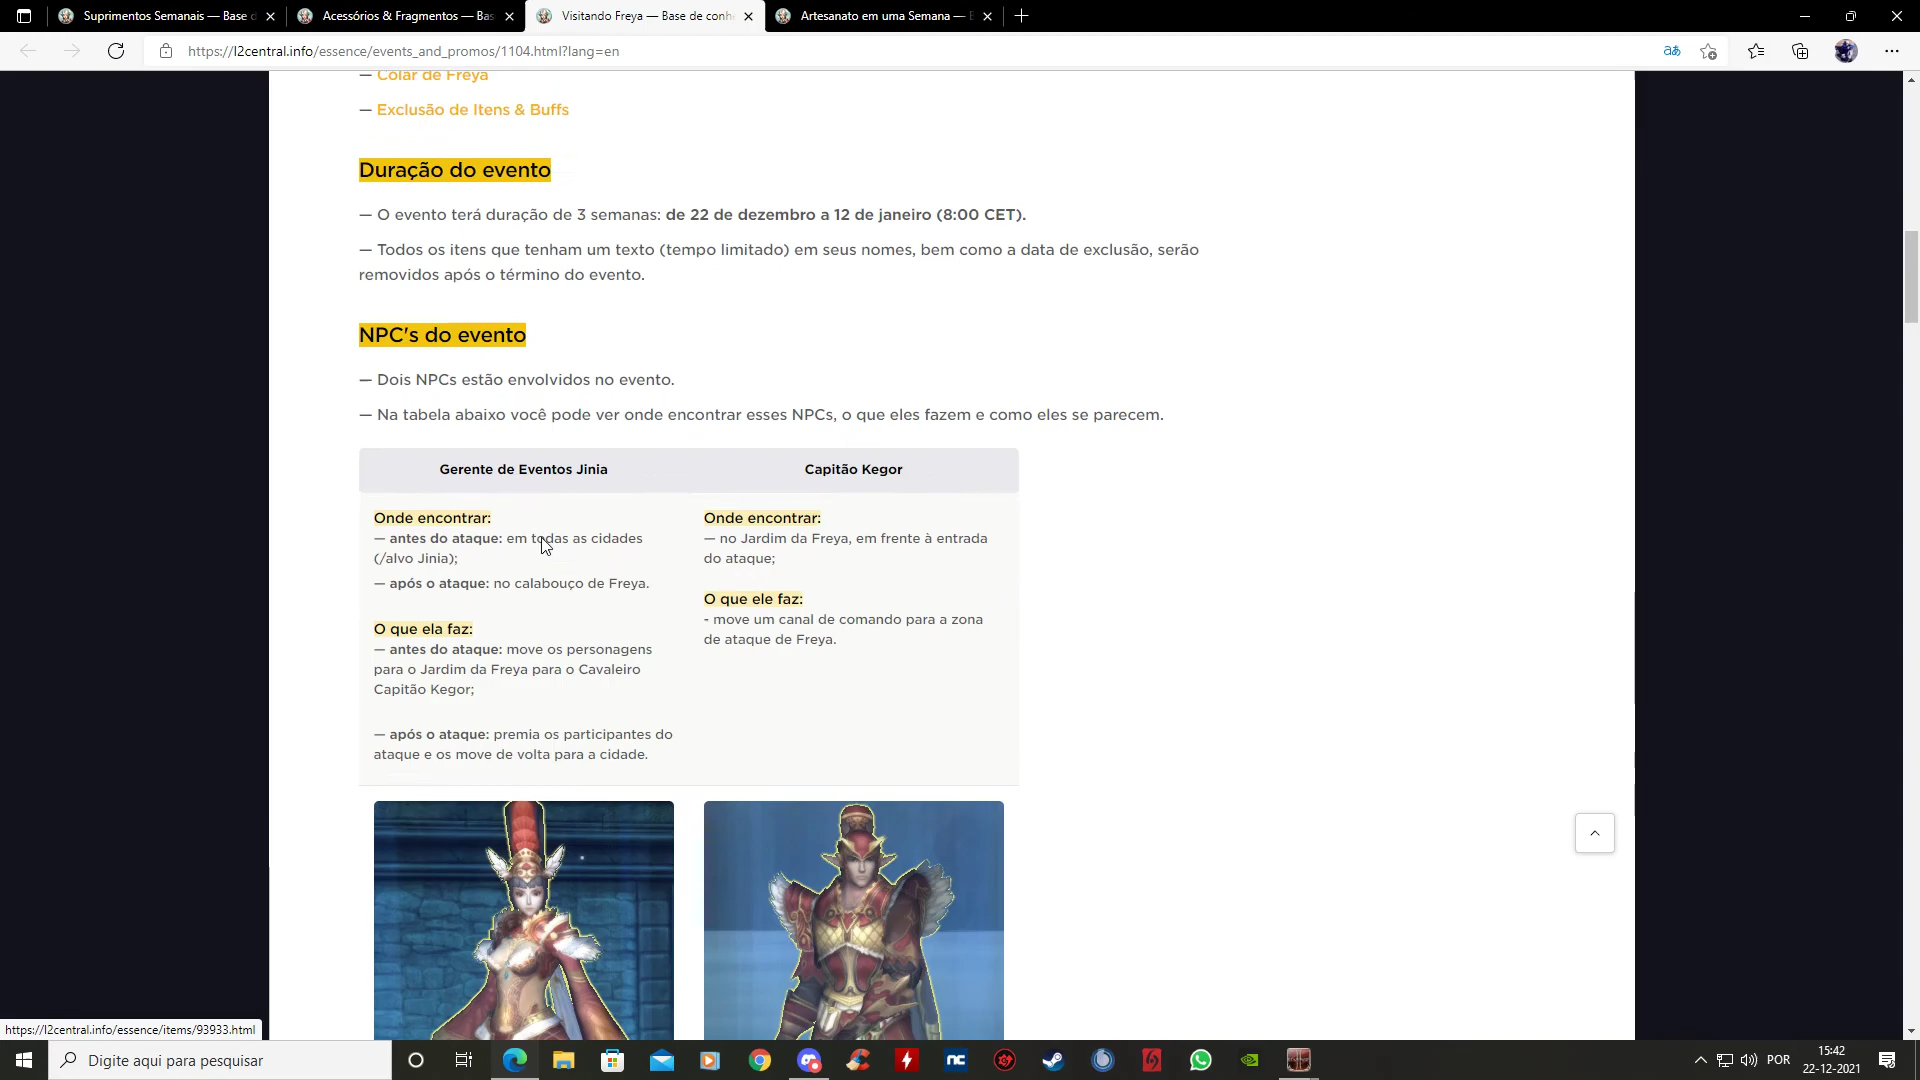 Suprimentos Semanais — Base d
Acessórios & Fragmentos — Bas
Visitando Freya — Base de conh
Artesanato em uma Semana — B
https://l2central.info/essence/events_and_promos/1104.html?lang=en
— Colar de Freya
— Exclusão de Itens & Buffs
Duração do evento
— O evento terá duração de 3 semanas: de 22 de dezembro a 12 de janeiro (8:00 CET).
— Todos os itens que tenham um texto (tempo limitado) em seus nomes, bem como a data de exclusão, serão
removidos após o término do evento.
NPC's do evento
— Dois NPCs estão envolvidos no evento.
— Na tabela abaixo você pode ver onde encontrar esses NPCs, o que eles fazem e como eles se parecem.
Gerente de Eventos Jinia
Capitão Kegor
Onde encontrar:
— antes do ataque: em todas as cidades
(/alvo Jinia);
— após o ataque: no calabouço de Freya.
O que ela faz:
— antes do ataque: move os personagens
para o Jardim da Freya para o Cavaleiro
Capitão Kegor;
— após o ataque: premia os participantes do
ataque e os move de volta para a cidade.
Onde encontrar:
— no Jardim da Freya, em frente à entrada
do ataque;
O que ele faz:
- move um canal de comando para a zona
de ataque de Freya.
https://l2central.info/essence/items/93933.html
Digite aqui para pesquisar
POR
15:42
22-12-2021